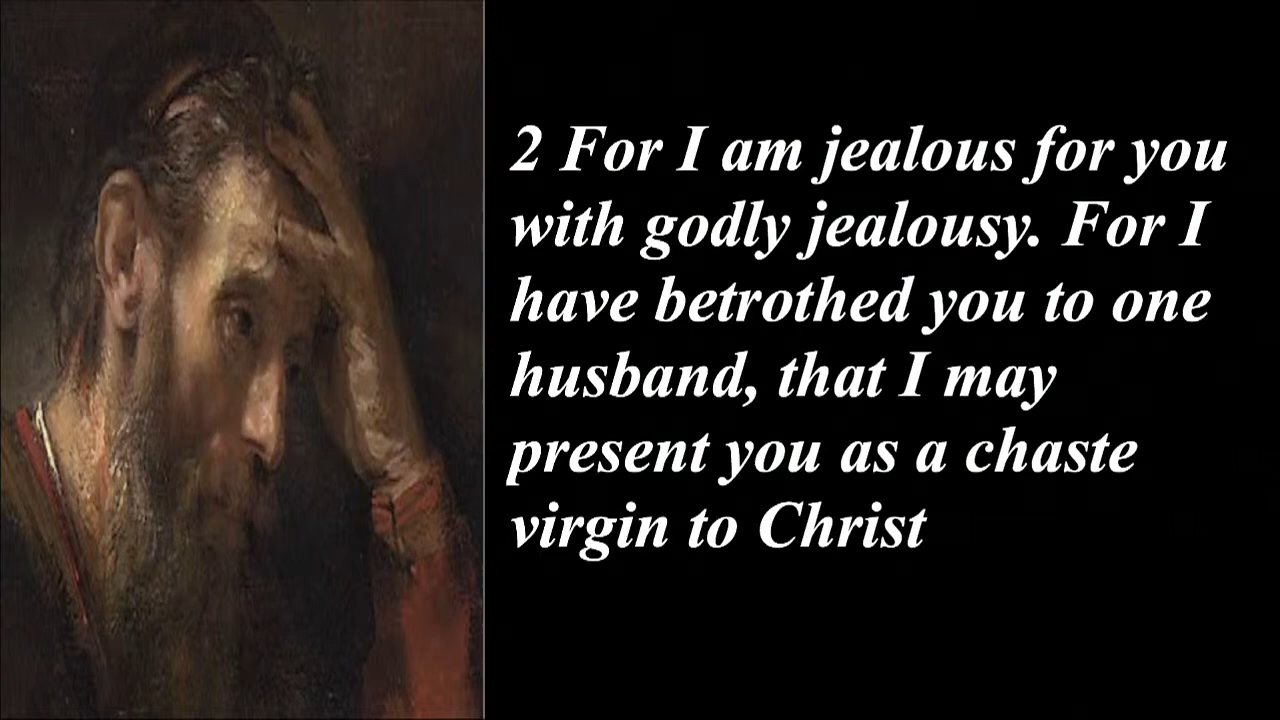 2 For I am jealous for you
with godly jealousy. For I
have betrothed you to one
husband, that I may
present you as a chaste
virgin to Christ